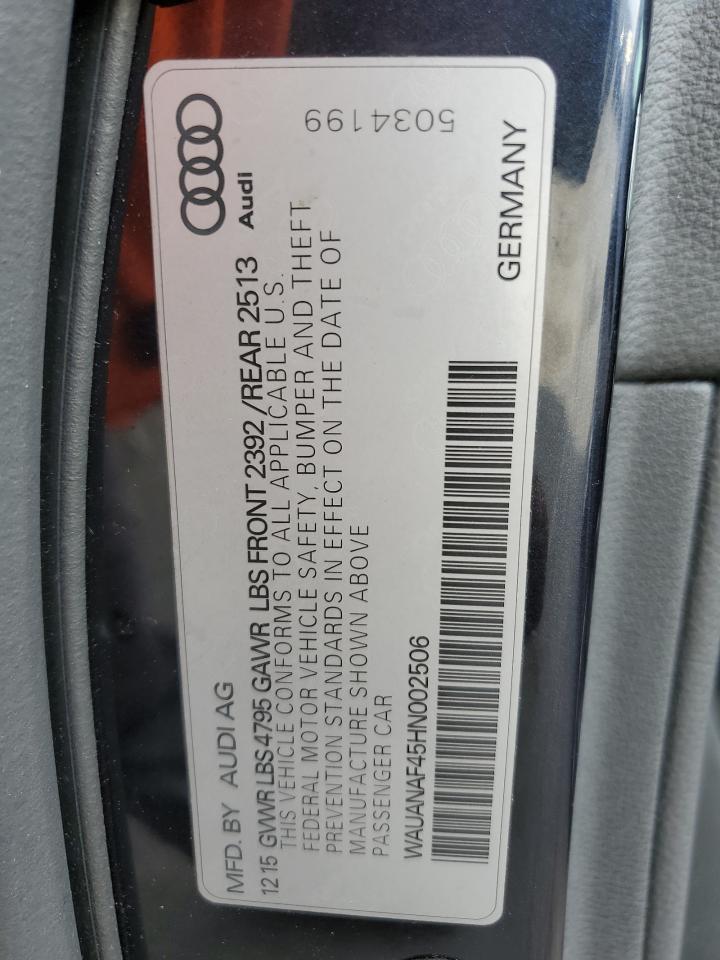 MFD. BY AUDI AG
Audi
12 15 GVWR LBS 4795 GAWR LBS FRONT 2392 /REAR 2513
THIS VEHICLE CONFORMS TO ALL APPLICABLE U.S.
FEDERAL MOTOR VEHICLE SAFETY, BUMPER AND THEFT
PREVENTION STANDARDS IN EFFECT ON THE DATE OF
MANUFACTURE SHOWN ABOVE
PASSENGER CAR
5034199
WAUANAF45HN002506
GERMANY